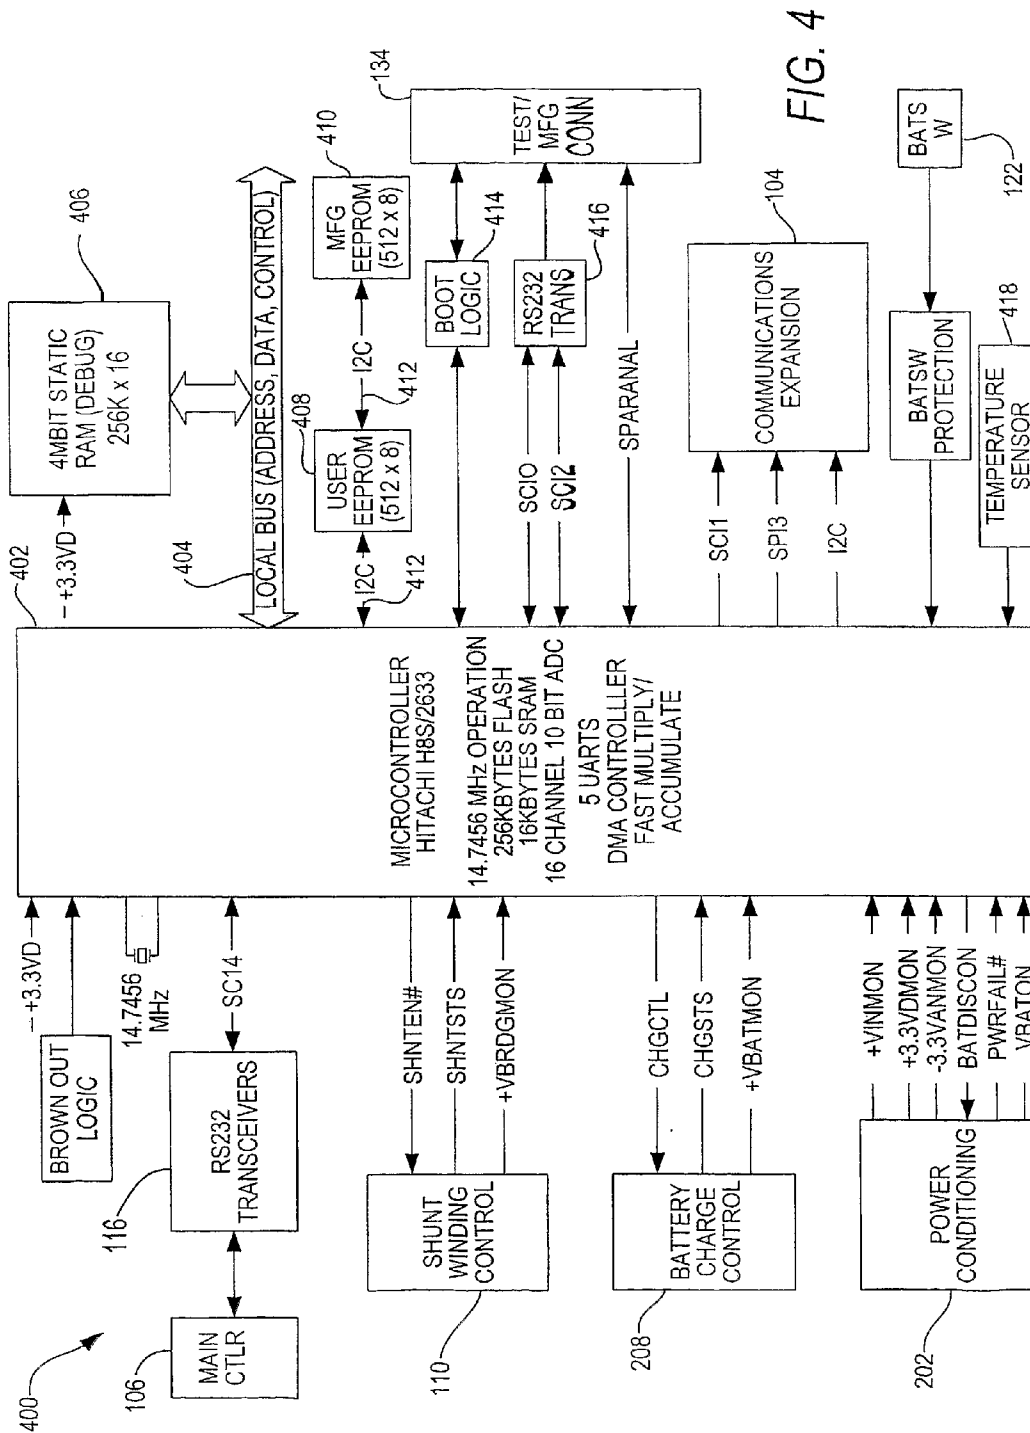 FIG. 4
400
106
MAIN
CTLR
116
RS232
TRANSCEIVERS
BROWN OUT
LOGIC
+3.3VD
14.7456
MHz
SC14
110
SHUNT
WINDING
CONTROL
SHNTEN#
SHNTSTS
+VBRDGMON
208
BATTERY
CHARGE
CONTROL
CHGCTL
CHGSTS
+VBATMON
202
POWER
CONDITIONING
+VINMON
+3.3VDMON
-3.3VANMON
BATDISCON
PWRFAIL#
VBATON
402
MICROCONTROLLER
HITACHI H8S/2633
14.7456 MHz OPERATION
256KBYTES FLASH
16KBYTES SRAM
16 CHANNEL 10 BIT ADC
5 UARTS
DMA CONTROLLLER
FAST MULTIPLY/
ACCUMULATE
+3.3VD
406
4MBIT STATIC
RAM (DEBUG)
256K x 16
404
LOCAL BUS (ADDRESS, DATA, CONTROL)
I2C
412
408
USER
EEPROM
(512 x 8)
I2C
412
410
MFG
EEPROM
(512 x 8)
BOOT
LOGIC
414
SCIO
SCI2
RS232
TRANS
416
SPARANAL
134
TEST/
MFG
CONN
SCI1
SPI3
I2C
COMMUNICATIONS
EXPANSION
104
BATSW
PROTECTION
BATS
W
122
TEMPERATURE
SENSOR
418